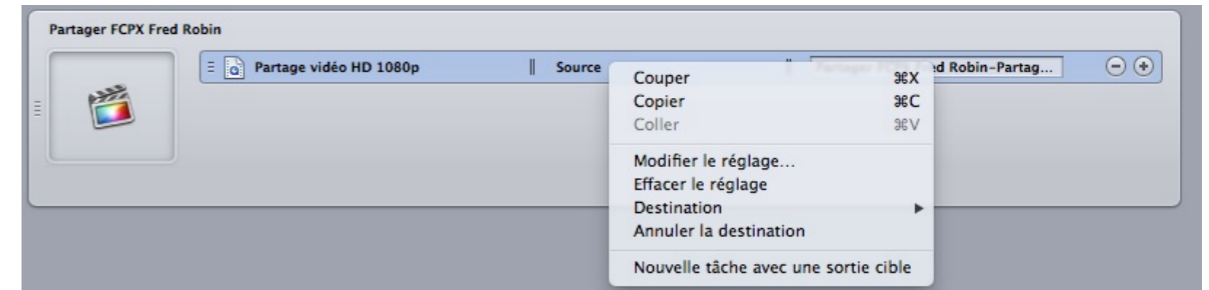 Partager FCPX Fred Robin
Partage vidéo HD 1080p Source ed Robin-Partag...
Couper ⌘X
Copier ⌘C
Coller ⌘V
Modifier le réglage...
Effacer le réglage
Destination
Annuler la destination
Nouvelle tâche avec une sortie cible